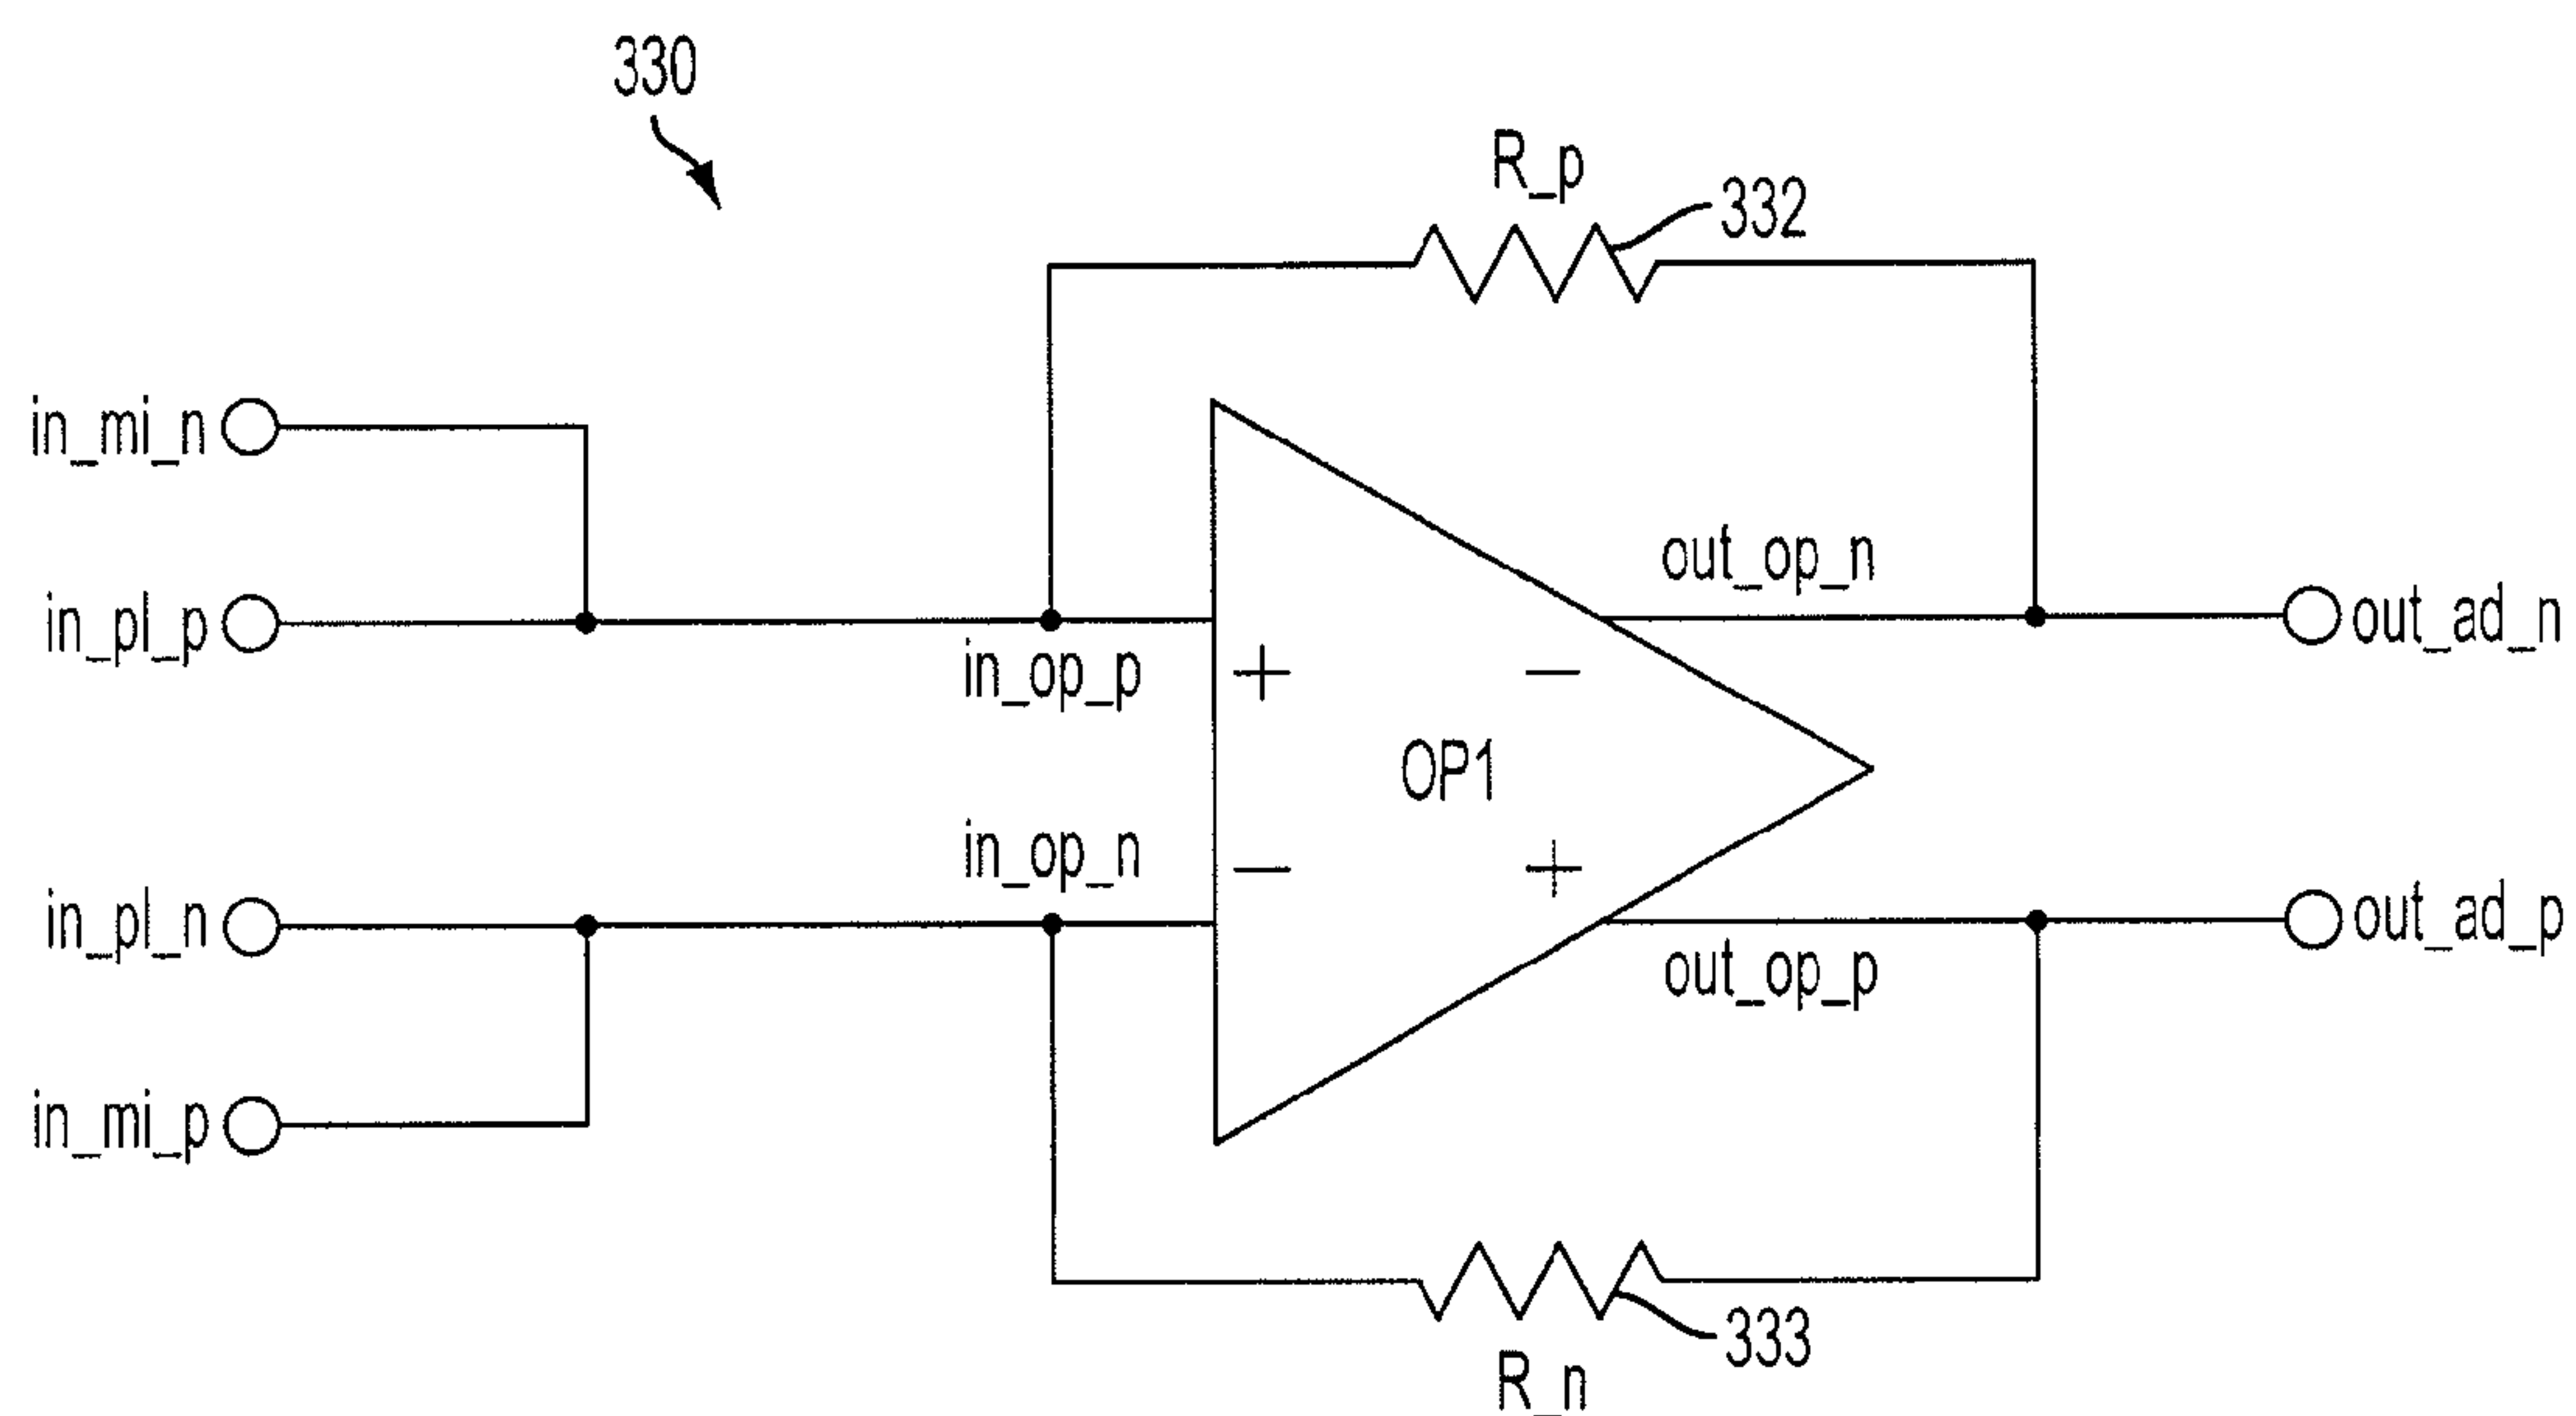 330
R_p
332
in_mi_n
in_pl_p
in_op_p
+
−
out_op_n
out_ad_n
OP1
in_pl_n
in_op_n
−
+
out_op_p
out_ad_p
in_mi_p
333
R_n